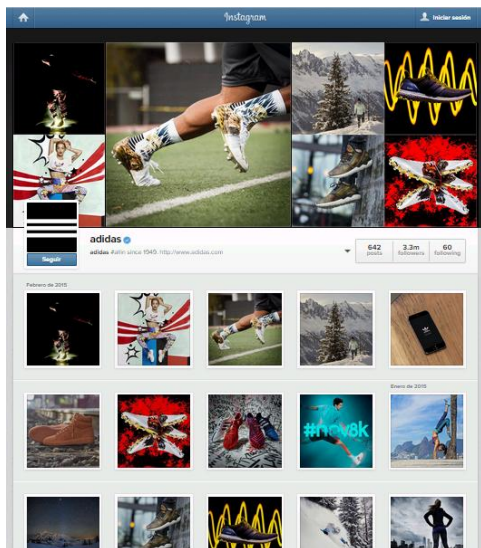 Instagram
Iniciar sesión
adidas
adidas #ahn since 1949. http://www.adidas.com
642 posts
3.3m followers
60 following
Seguir
Febrero de 2015
Enero de 2015
#nov8k